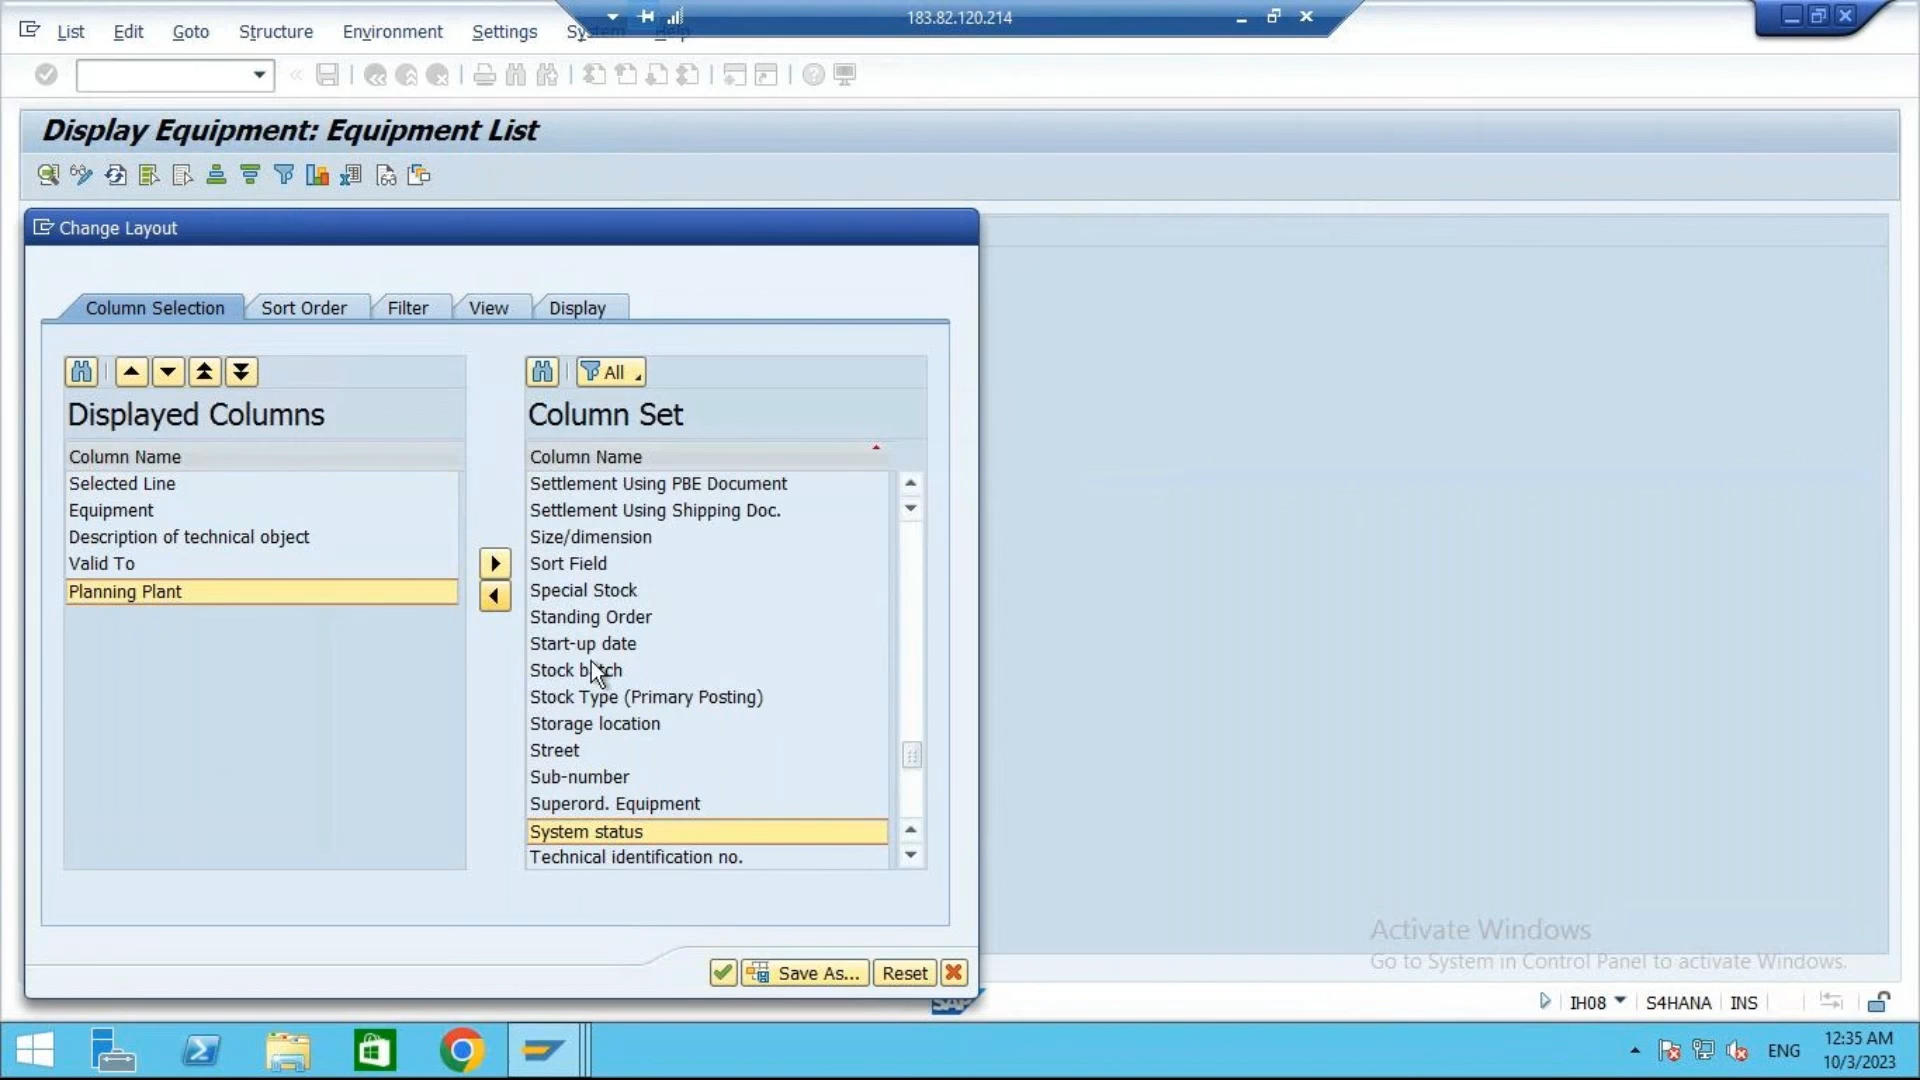 183.82.120.214
List Edit Goto Structure Environment Settings System Help
Display Equipment: Equipment List
Change Layout
Column Selection Sort Order Filter View Display
All
Displayed Columns
Column Name
Selected Line
Equipment
Description of technical object
Valid To
Planning Plant
Column Set
Column Name
Settlement Using PBE Document
Settlement Using Shipping Doc.
Size/dimension
Sort Field
Special Stock
Standing Order
Start-up date
Stock batch
Stock Type (Primary Posting)
Storage location
Street
Sub-number
Superord. Equipment
System status
Technical identification no.
Save As... Reset
Activate Windows
Go to System in Control Panel to activate Windows.
SAP
IH08 S4HANA INS
ENG
12:35 AM
10/3/2023